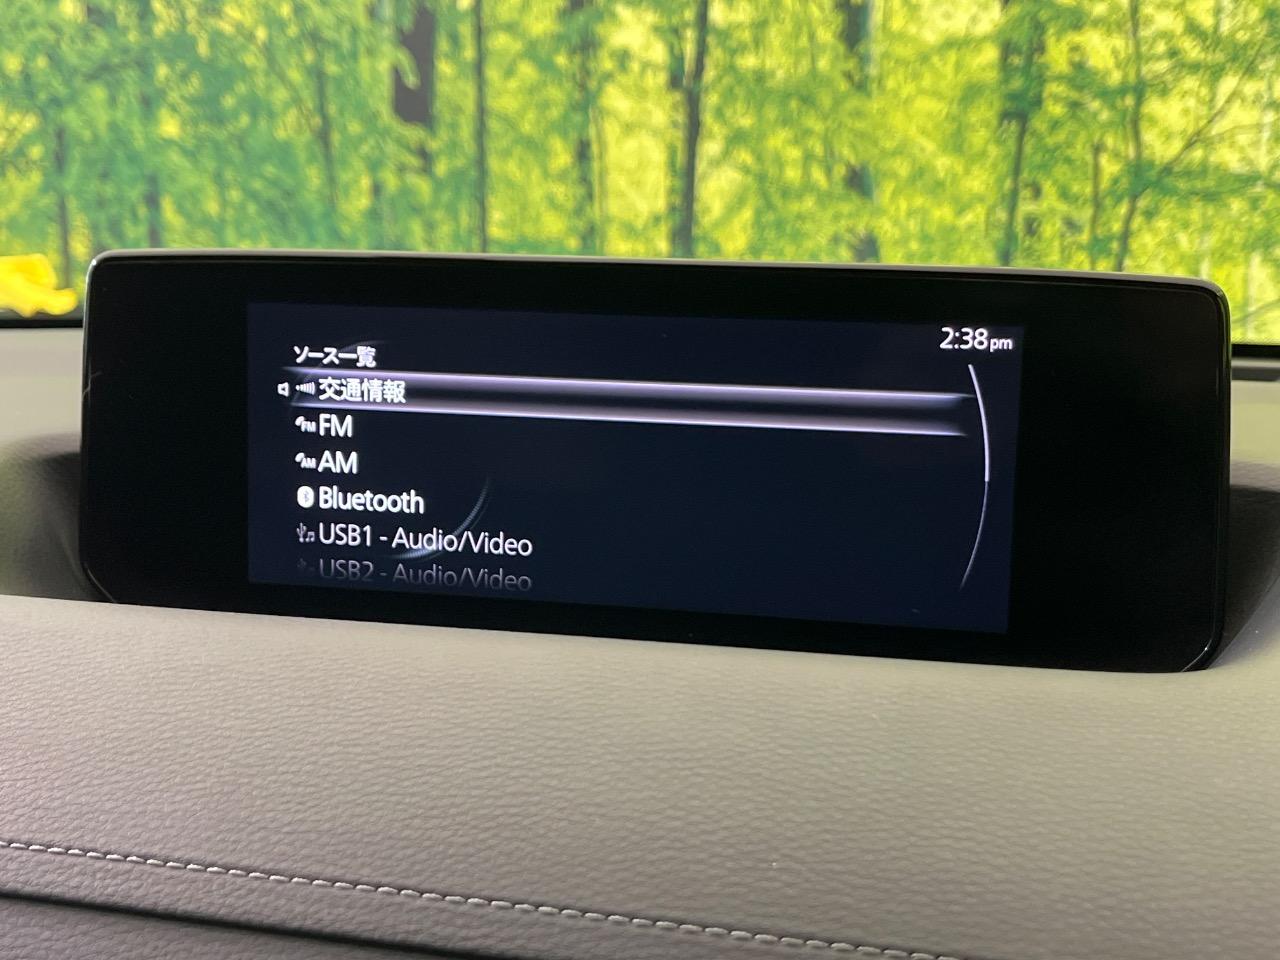 2:38pm
ソース一覧
交通情報
FM
AM
Bluetooth
USB1 - Audio/Video
USB2 - Audio/Video